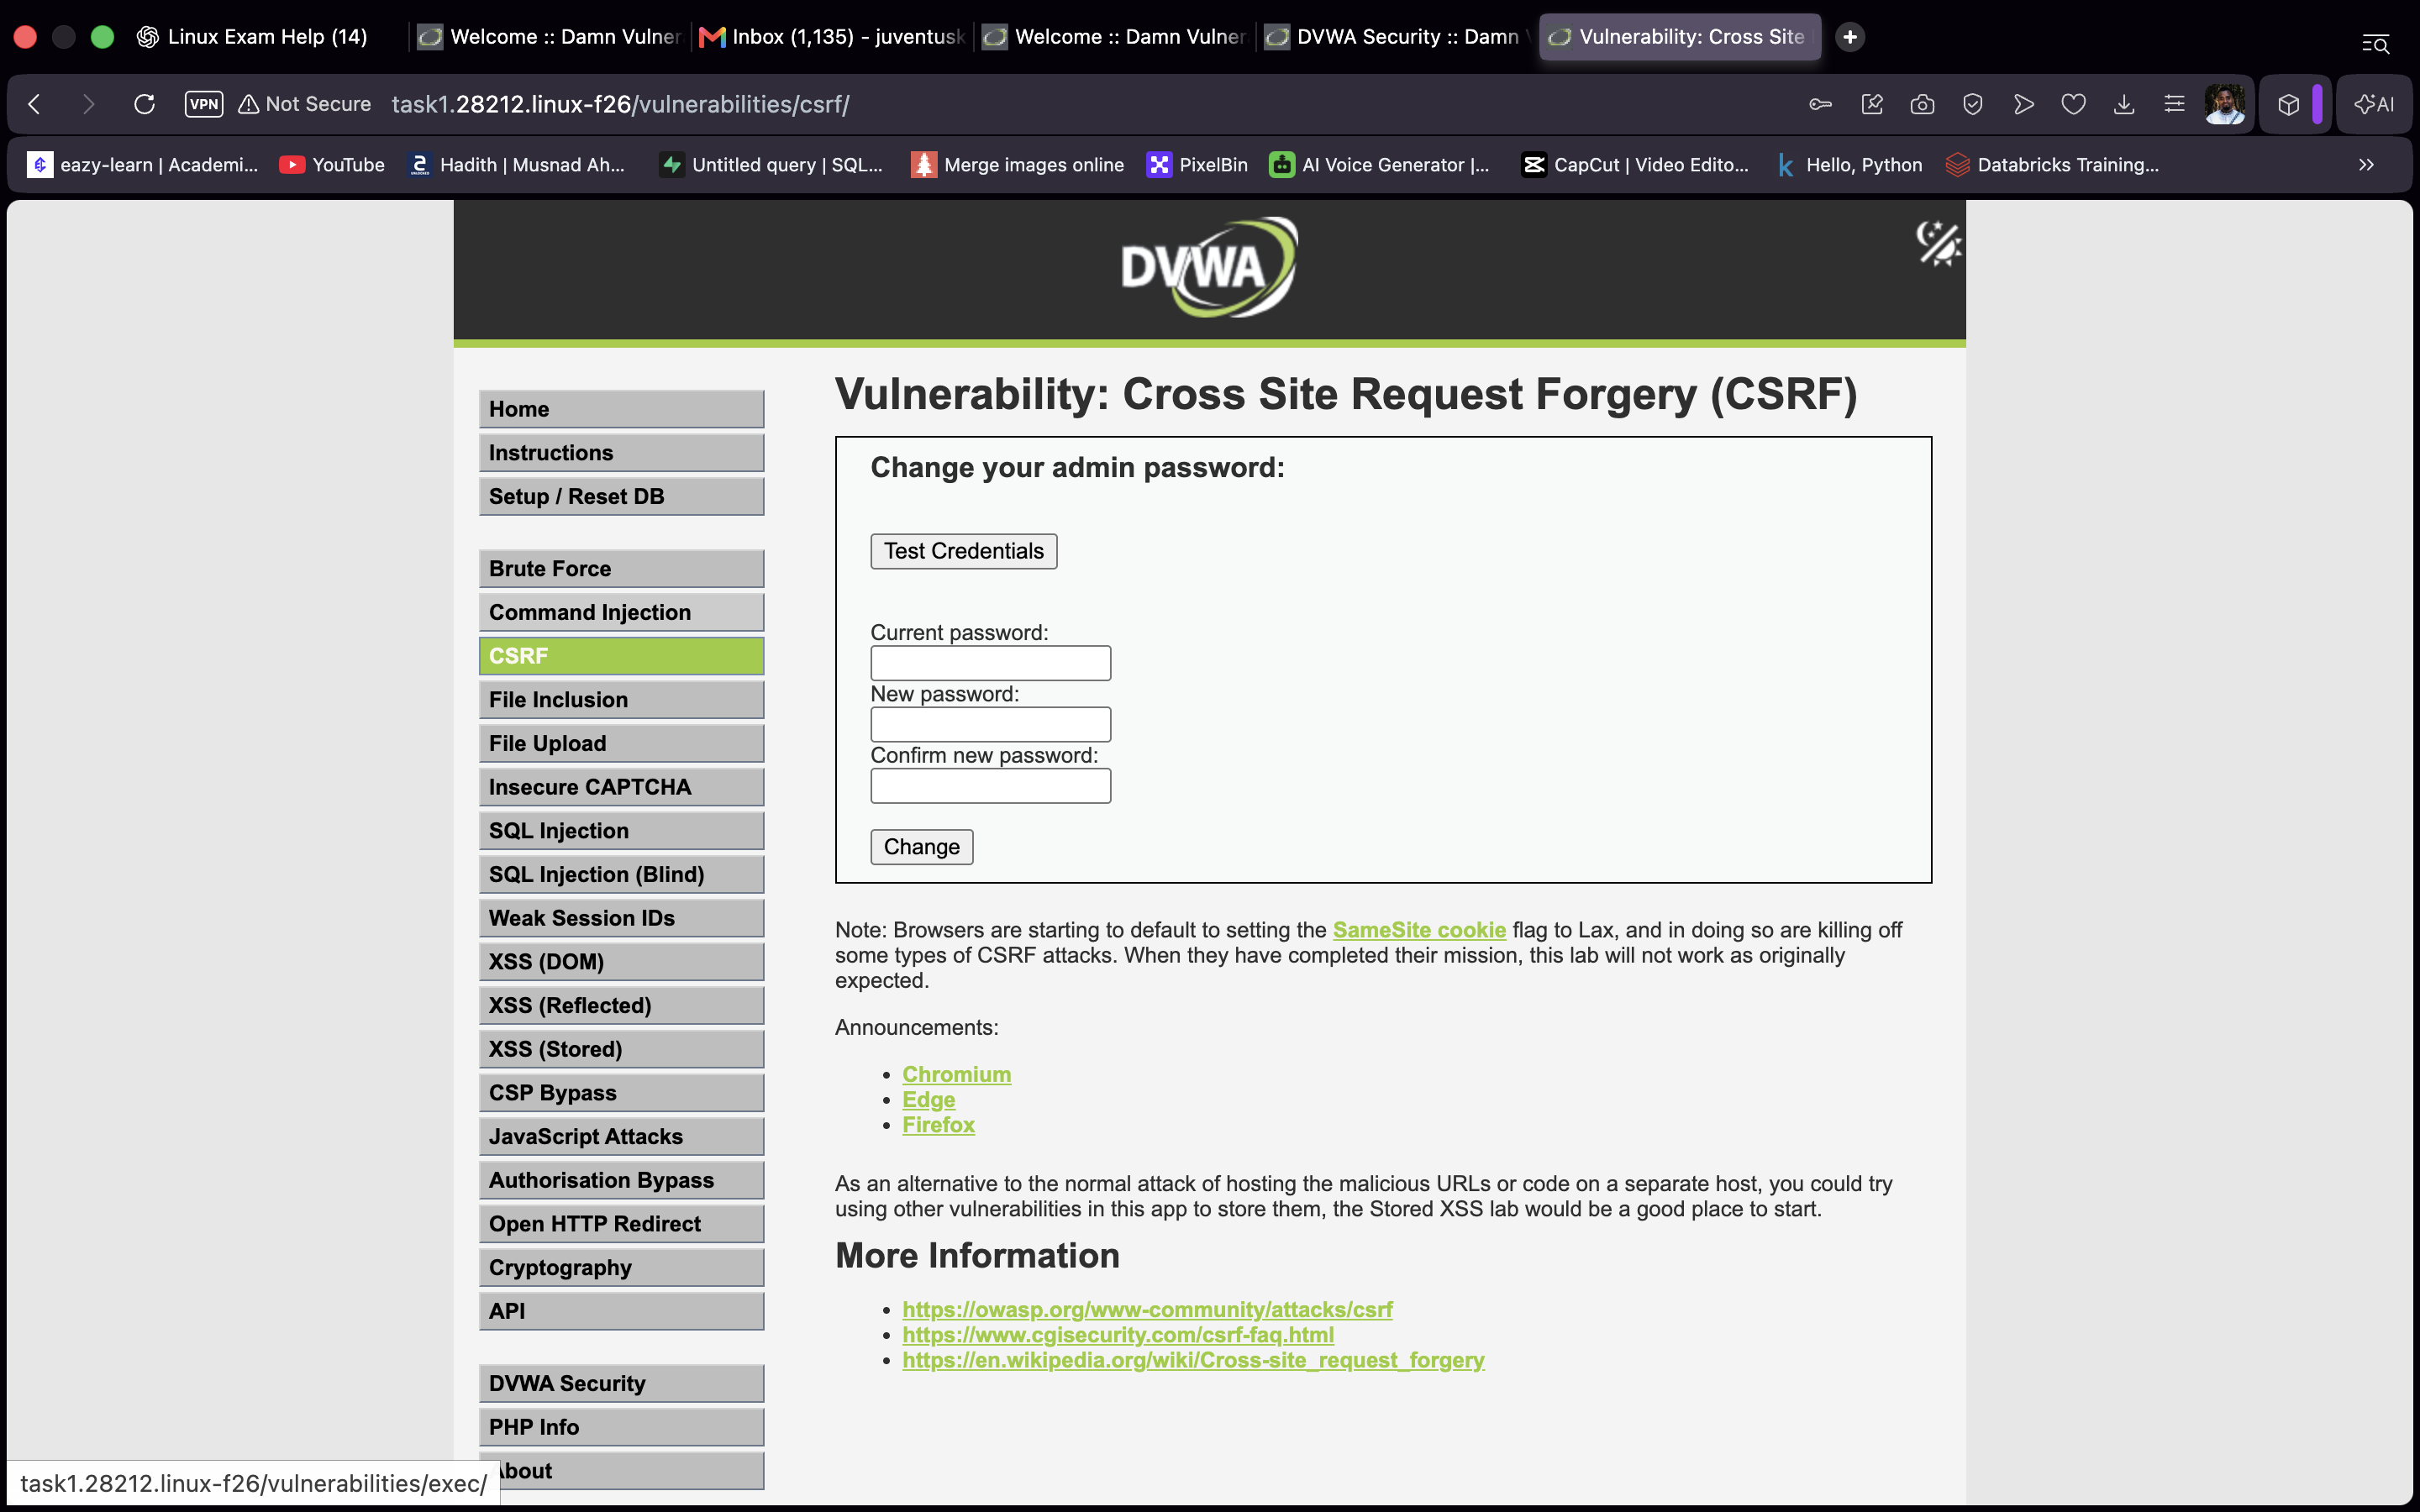 Linux Exam Help (14)
Welcome :: Damn Vulner
Inbox (1,135) - juventusk
Welcome :: Damn Vulner
DVWA Security :: Damn V
Vulnerability: Cross Site
VPN
Not Secure
task1.28212.linux-f26/vulnerabilities/csrf/
AI
eazy-learn | Academi...
YouTube
Hadith | Musnad Ah...
Untitled query | SQL...
Merge images online
PixelBin
AI Voice Generator |...
CapCut | Video Edito...
Hello, Python
Databricks Training...
DVWA
Home
Instructions
Setup / Reset DB
Brute Force
Command Injection
CSRF
File Inclusion
File Upload
Insecure CAPTCHA
SQL Injection
SQL Injection (Blind)
Weak Session IDs
XSS (DOM)
XSS (Reflected)
XSS (Stored)
CSP Bypass
JavaScript Attacks
Authorisation Bypass
Open HTTP Redirect
Cryptography
API
DVWA Security
PHP Info
About
Vulnerability: Cross Site Request Forgery (CSRF)
Change your admin password:
Test Credentials
Current password:
New password:
Confirm new password:
Change
Note: Browsers are starting to default to setting the SameSite cookie flag to Lax, and in doing so are killing off
some types of CSRF attacks. When they have completed their mission, this lab will not work as originally
expected.
Announcements:
Chromium
Edge
Firefox
As an alternative to the normal attack of hosting the malicious URLs or code on a separate host, you could try
using other vulnerabilities in this app to store them, the Stored XSS lab would be a good place to start.
More Information
https://owasp.org/www-community/attacks/csrf
https://www.cgisecurity.com/csrf-faq.html
https://en.wikipedia.org/wiki/Cross-site_request_forgery
task1.28212.linux-f26/vulnerabilities/exec/